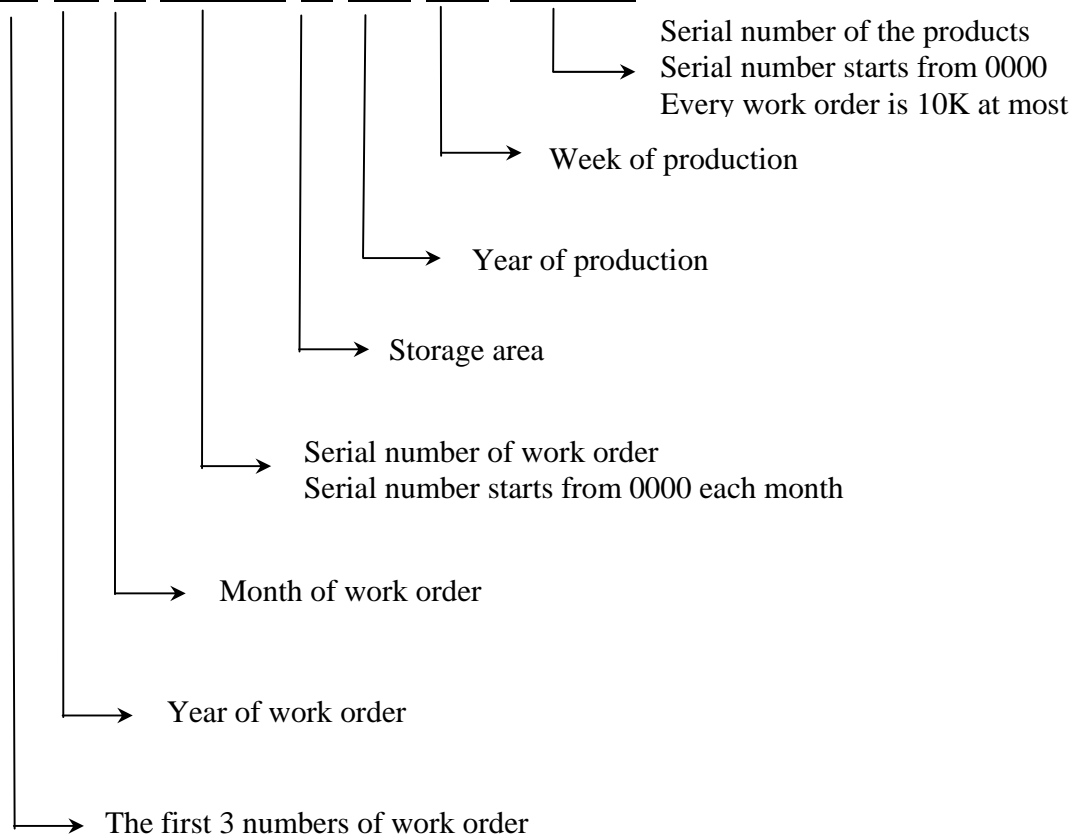 Serial number of the products
Serial number starts from 0000
Every work order is 10K at most
Week of production
Year of production
Storage area
Serial number of work order
Serial number starts from 0000 each month
Month of work order
Year of work order
The first 3 numbers of work order